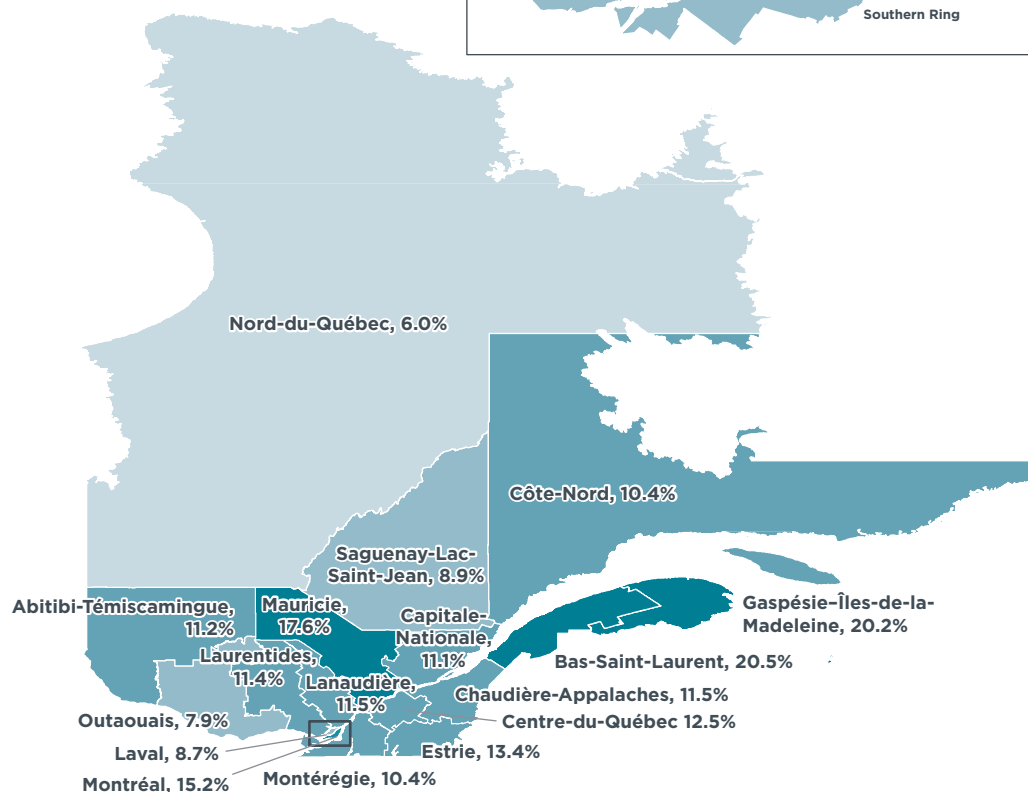 Southern Ring
Nord-du-Québec, 6.0%
Côte-Nord, 10.4%
Saguenay-Lac-
Saint-Jean, 8.9%
Abitibi-Témiscamingue,
11.2%
Mauricie,
17.6%
Capitale-
Nationale,
11.1%
Gaspésie–Îles-de-la-
Madeleine, 20.2%
Laurentides,
11.4%
Bas-Saint-Laurent, 20.5%
Lanaudière,
11.5%
Chaudière-Appalaches, 11.5%
Outaouais, 7.9%
Centre-du-Québec 12.5%
Laval, 8.7%
Estrie, 13.4%
Montréal, 15.2%
Montérégie, 10.4%